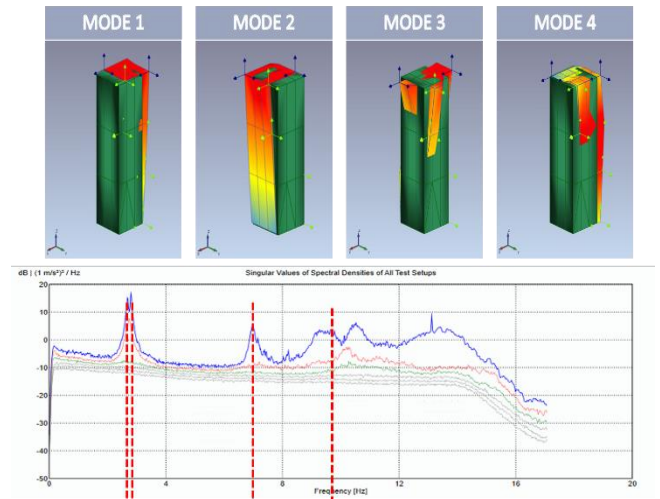 MODE 1 MODE 2 MODE 3 MODE 4
dB | (1 m/s²)² / Hz Singular Values of Spectral Densities of All Test Setups
20
10
0
-10
-20
-30
-40
-50
0 4 8 12 16 20
Frequency [Hz]